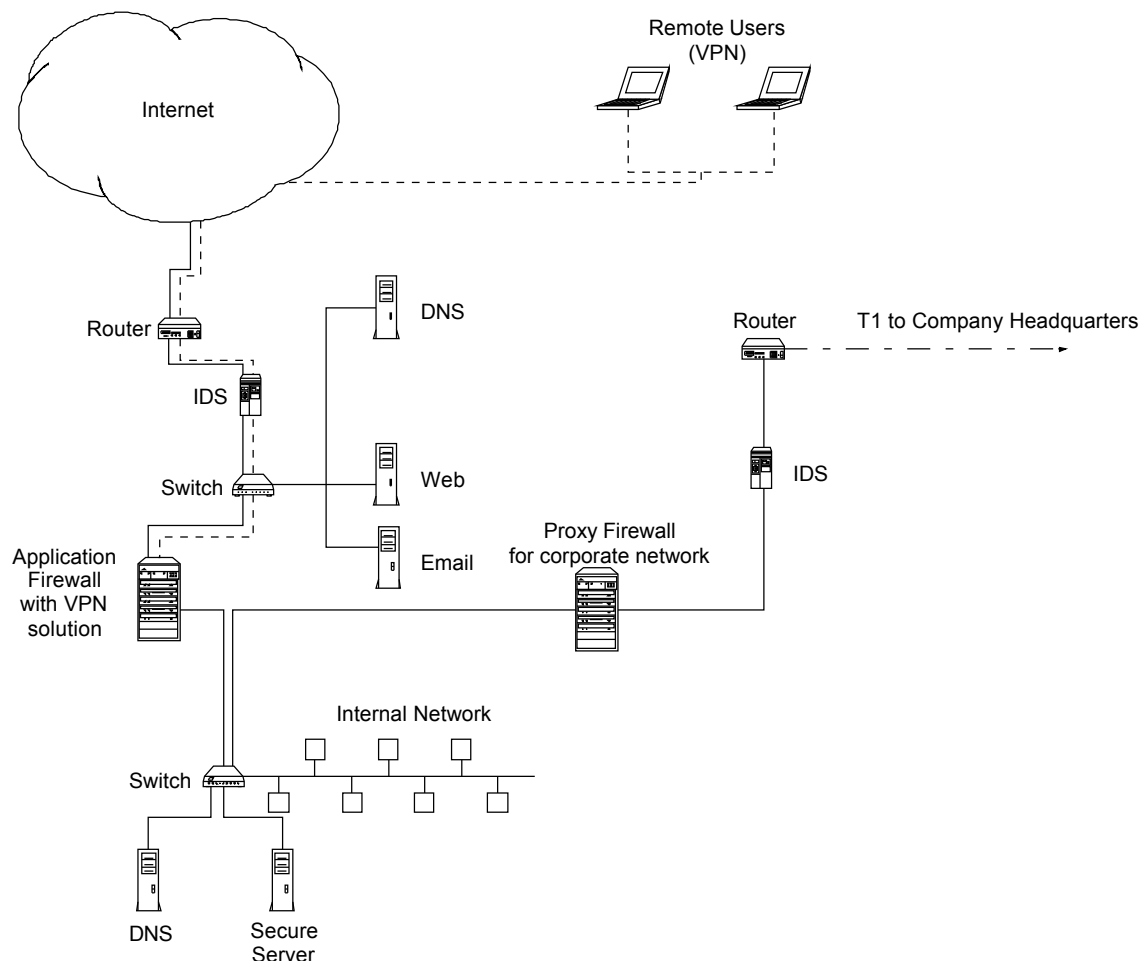 Remote Users
(VPN)
Internet
DNS
Router
Router
T1 to Company Headquarters
IDS
IDS
Switch
Web
Proxy Firewall
for corporate network
Application
Firewall
with VPN
solution
Email
Internal Network
Switch
DNS
Secure
Server